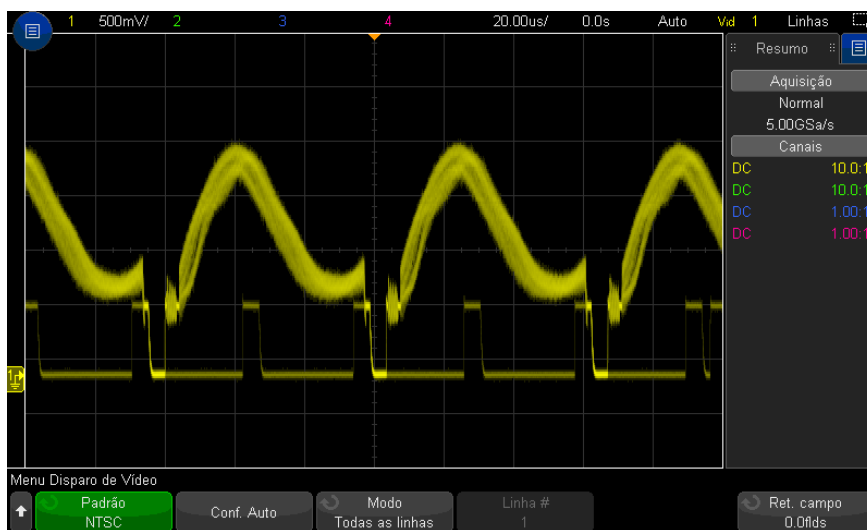 1 500mV/ 2 3 4 20.00us/ 0.0s Auto Vid 1 Linhas
Resumo
Aquisição
Normal
5.00GSa/s
Canais
DC 10.0:1
DC 10.0:1
DC 1.00:1
DC 1.00:1
1
Menu Disparo de Vídeo
Padrão
NTSC
Conf. Auto
Modo
Todas as linhas
Linha #
1
Ret. campo
0.0flds